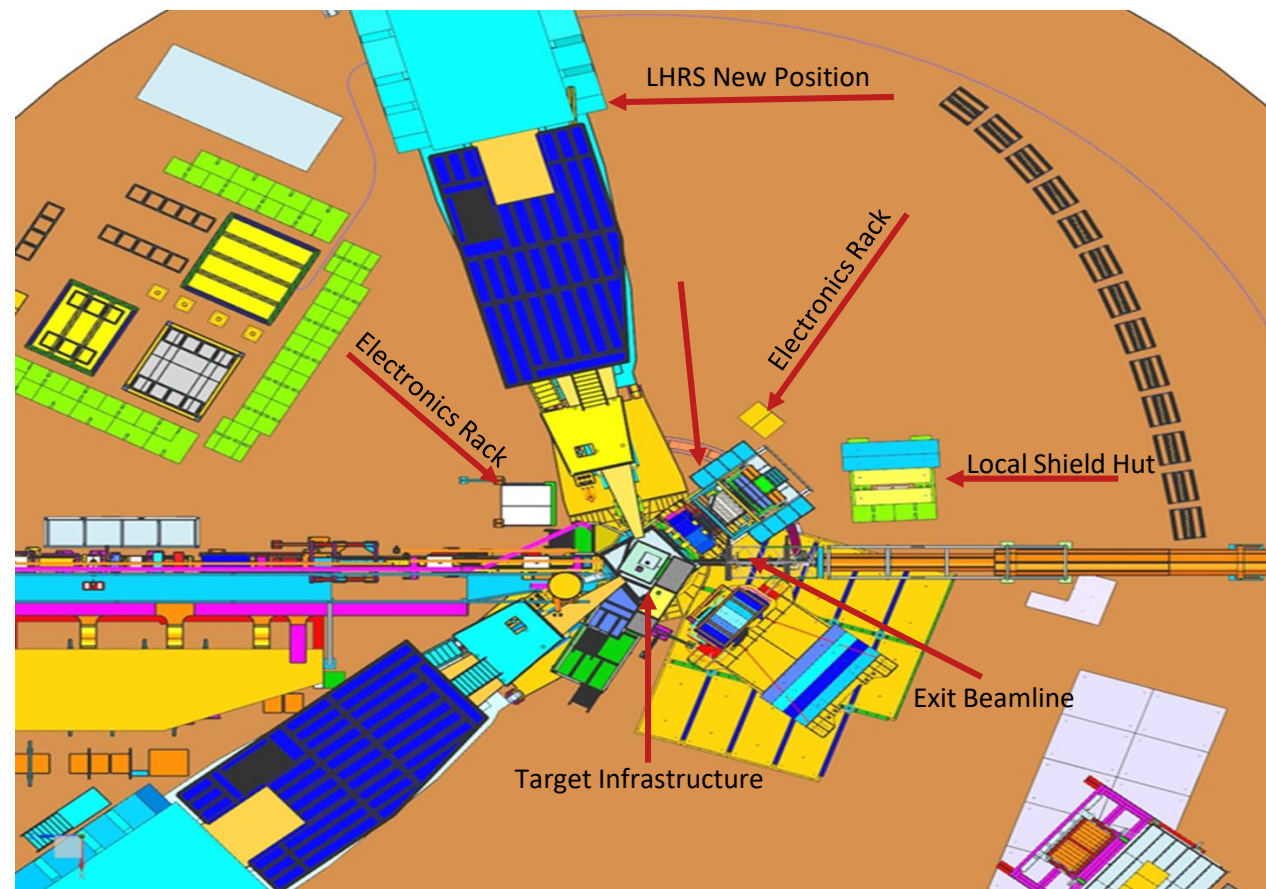 LHRS New Position
Electronics Rack
Electronics Rack
Local Shield Hut
Exit Beamline
Target Infrastructure